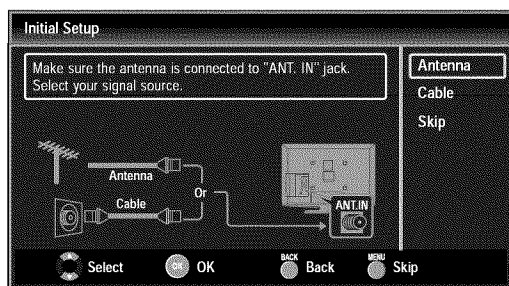 Initial Setup
Make sure the antenna is connected to "ANT. IN" jack.
Select your signal source.
Antenna
Cable
Skip
Antenna
Or
Cable
ANT.IN
Select
OK OK
BACK Back
MENU Skip